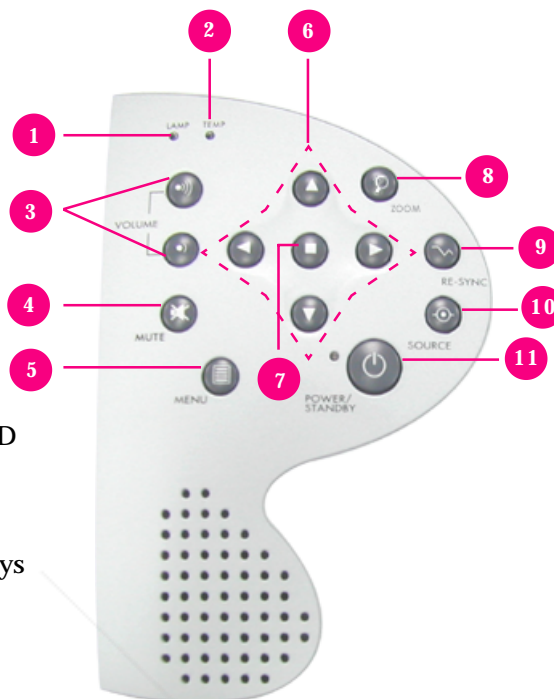 2
6
1
LAMP TEMP
8
ZOOM
3
VOLUME
9
RE-SYNC
4
10
MUTE
SOURCE
5
7
11
MENU
POWER/
STANDBY
D
ys